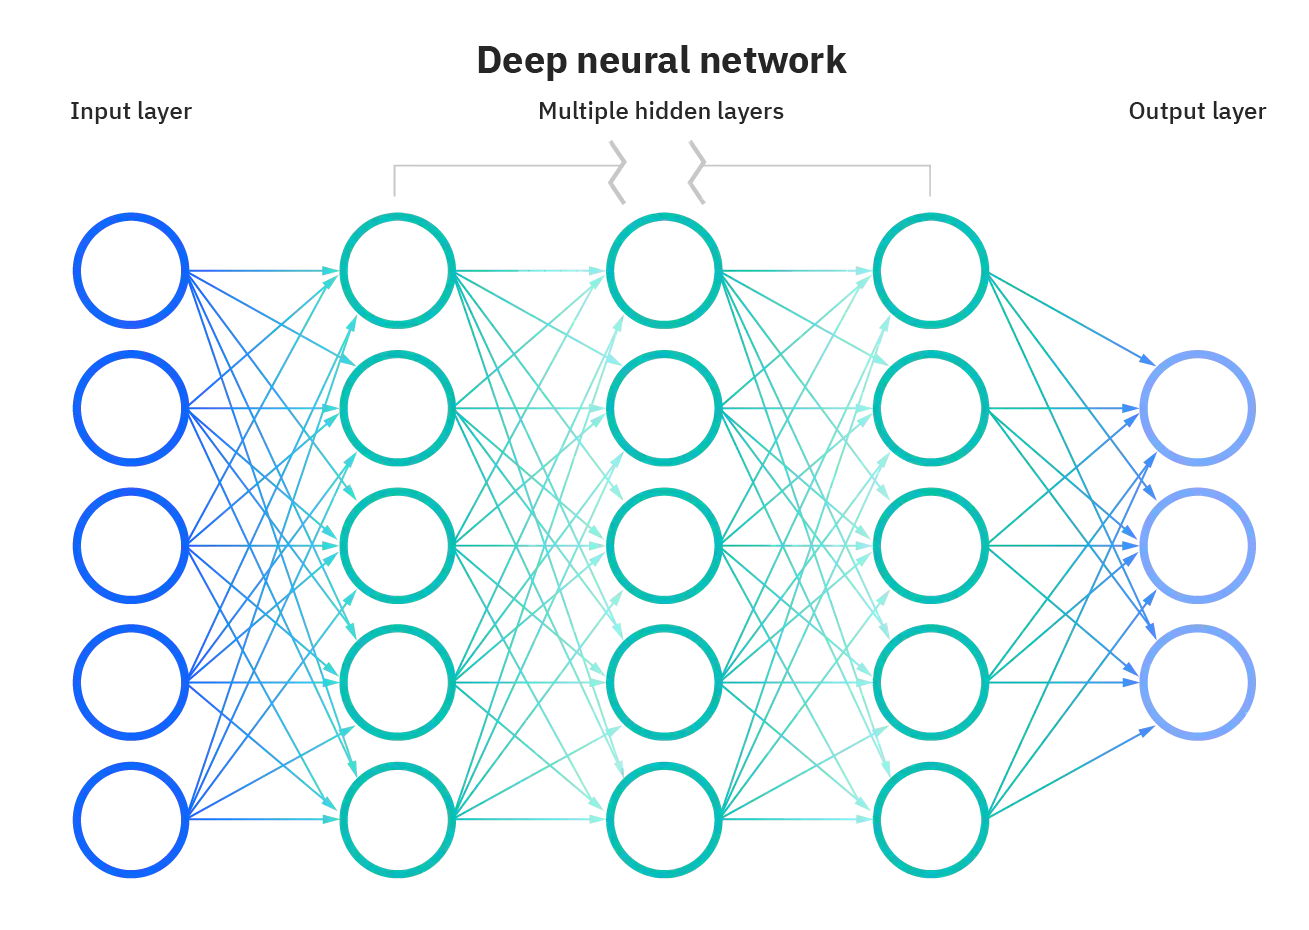 Deep neural network
Input layer
Multiple hidden layers
Output layer